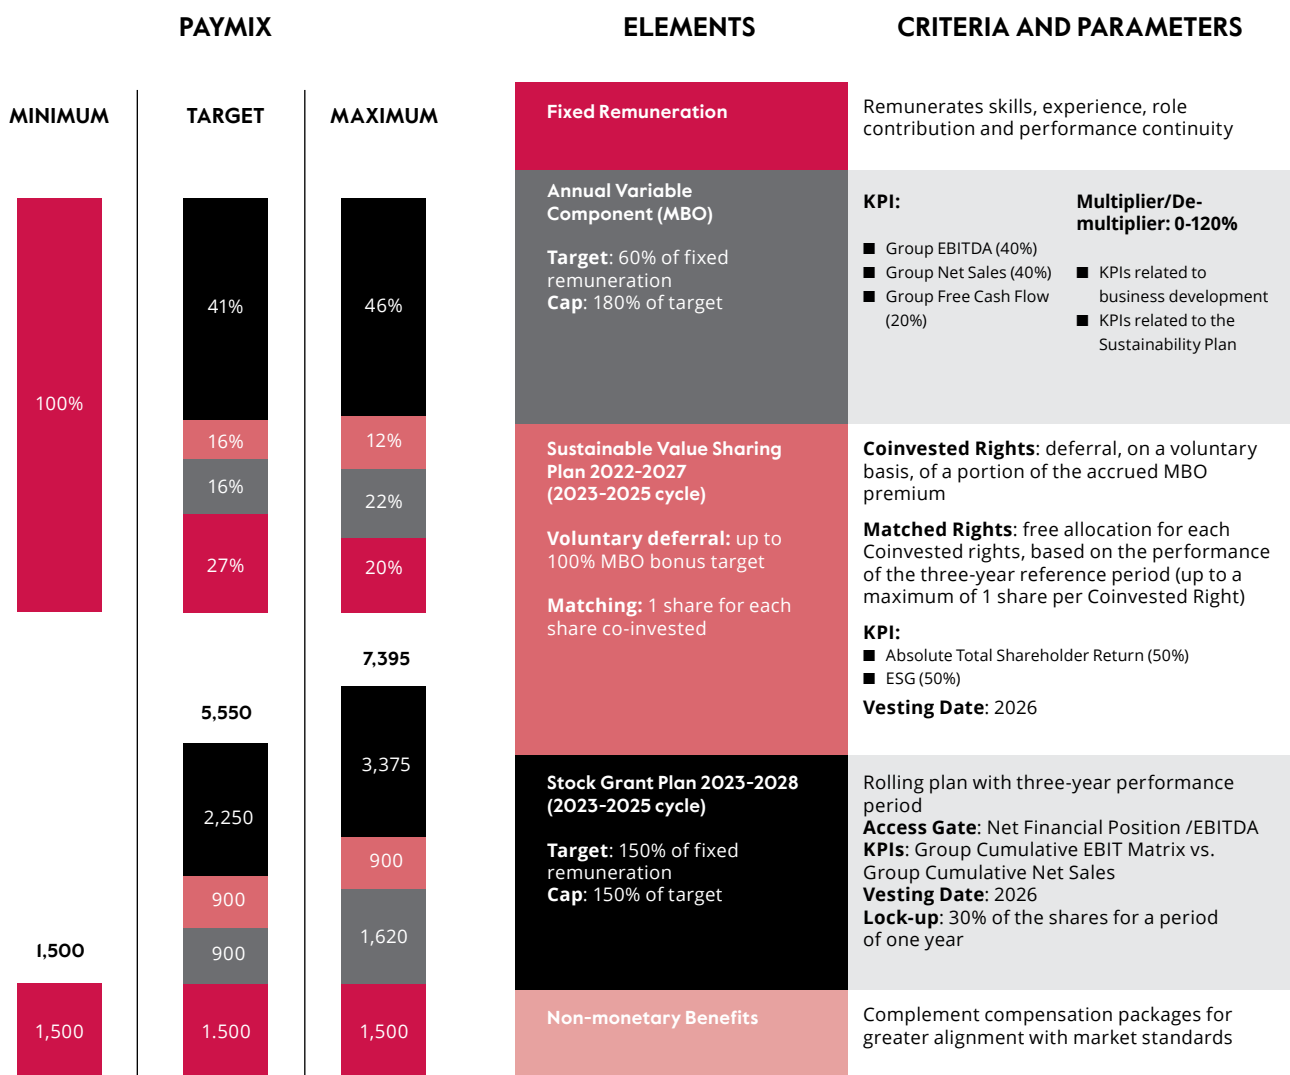 PAYMIX
ELEMENTS
CRITERIA AND PARAMETERS
MINIMUM
TARGET
MAXIMUM
100%
41%
16%
16%
27%
46%
12%
22%
20%
1,500
1,500
5,550
2,250
900
900
1.500
7,395
3,375
900
1,620
1,500
Fixed Remuneration
Remunerates skills, experience, role
contribution and performance continuity
Annual Variable
Component (MBO)
Target: 60% of fixed
remuneration
Cap: 180% of target
KPI:
■ Group EBITDA (40%)
■ Group Net Sales (40%)
■ Group Free Cash Flow
(20%)
Multiplier/De-
multiplier: 0-120%
■ KPIs related to
business development
■ KPIs related to the
Sustainability Plan
Sustainable Value Sharing
Plan 2022-2027
(2023-2025 cycle)
Voluntary deferral: up to
100% MBO bonus target
Matching: 1 share for each
share co-invested
Coinvested Rights: deferral, on a voluntary
basis, of a portion of the accrued MBO
premium
Matched Rights: free allocation for each
Coinvested rights, based on the performance
of the three-year reference period (up to a
maximum of 1 share per Coinvested Right)
KPI:
■ Absolute Total Shareholder Return (50%)
■ ESG (50%)
Vesting Date: 2026
Stock Grant Plan 2023-2028
(2023-2025 cycle)
Target: 150% of fixed
remuneration
Cap: 150% of target
Rolling plan with three-year performance
period
Access Gate: Net Financial Position /EBITDA
KPIs: Group Cumulative EBIT Matrix vs.
Group Cumulative Net Sales
Vesting Date: 2026
Lock-up: 30% of the shares for a period
of one year
Non-monetary Benefits
Complement compensation packages for
greater alignment with market standards